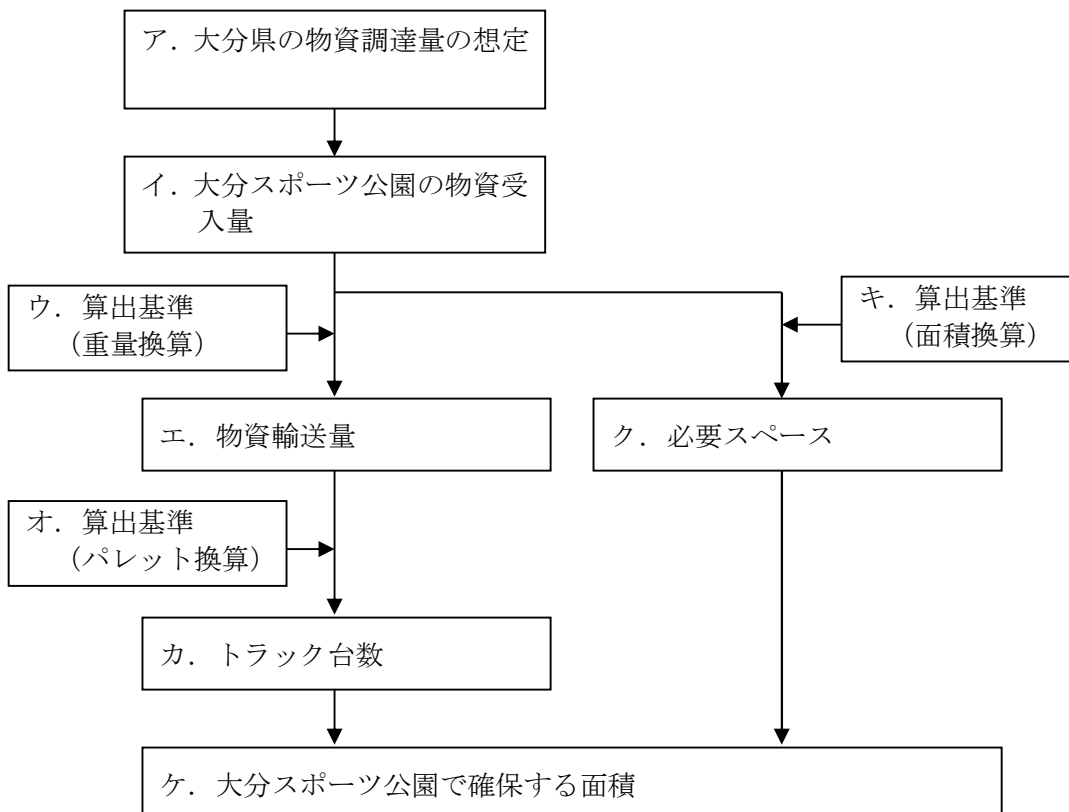 ア．大分県の物資調達量の想定
イ．大分スポーツ公園の物資受
入量
ウ．算出基準
（重量換算）
キ．算出基準
（面積換算）
エ．物資輸送量
ク．必要スペース
オ．算出基準
（パレット換算）
カ．トラック台数
ケ．大分スポーツ公園で確保する面積